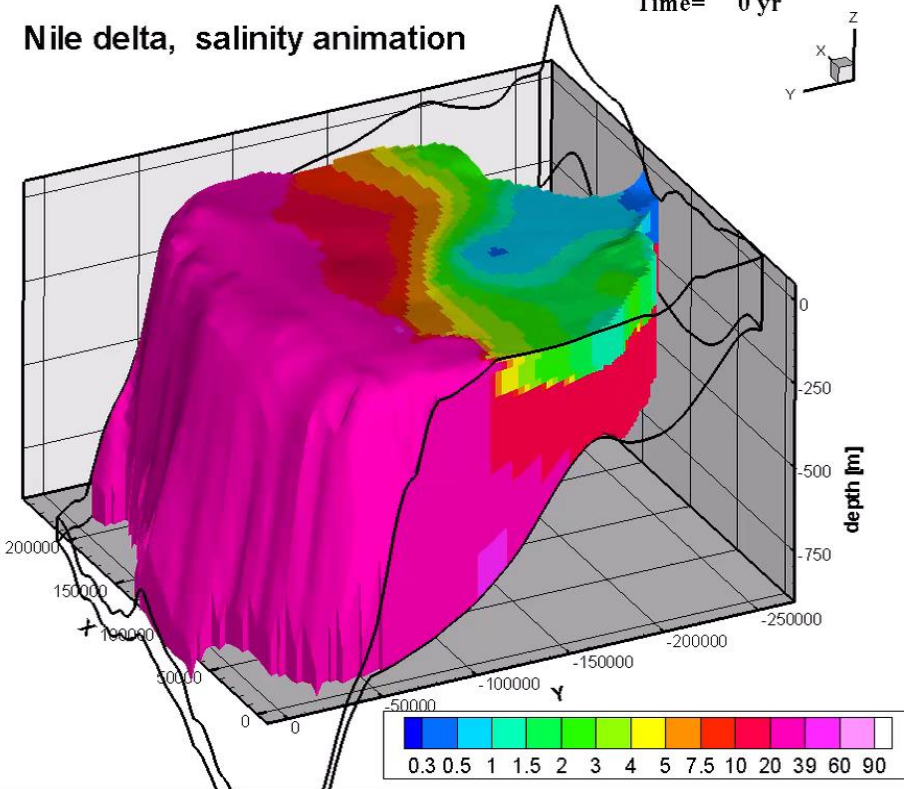 Time= 0 yr
Nile delta, salinity animation
Z
X
Y
0
-250
-500
-750
depth [m]
200000
150000
100000
50000
0
X
0
-50000
-100000
-150000
-200000
-250000
Y
0.3 0.5 1 1.5 2 3 4 5 7.5 10 20 39 60 90